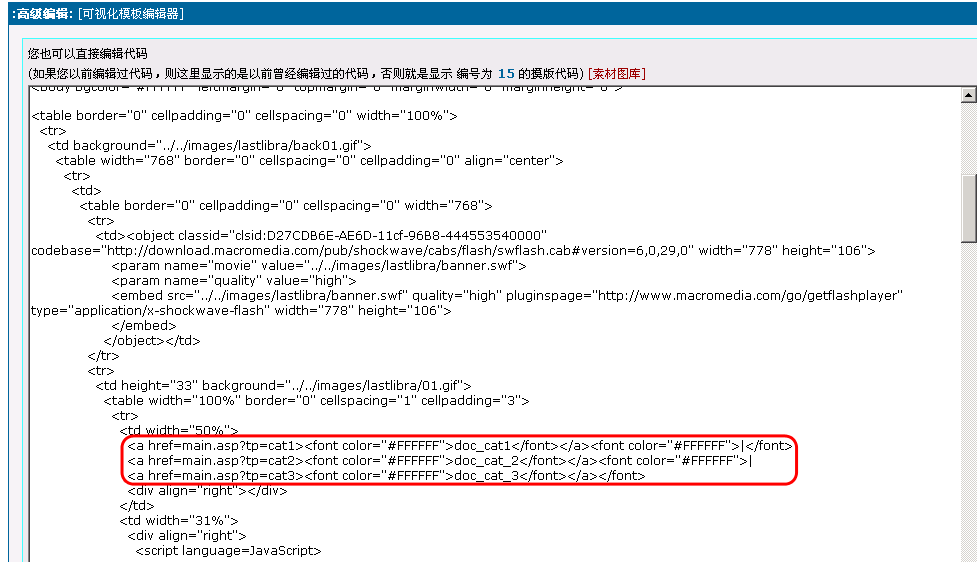 :高级编辑: [可视化模板编辑器]
您也可以直接编辑代码
(如果您以前编辑过代码，则这里显示的是以前曾经编辑过的代码，否则就是显示 编号为 15 的摸版代码) [素材图库]
<body bgcolor="#FFFFFF" leftmargin="0" topmargin="0" marginwidth="0" marginheight="0">
<table border="0" cellpadding="0" cellspacing="0" width="100%">
<tr>
<td background="../../images/lastlibra/back01.gif">
<table width="768" border="0" cellspacing="0" cellpadding="0" align="center">
<tr>
<td>
<table border="0" cellpadding="0" cellspacing="0" width="768">
<tr>
<td><object classid="clsid:D27CDB6E-AE6D-11cf-96B8-444553540000"
codebase="http://download.macromedia.com/pub/shockwave/cabs/flash/swflash.cab#version=6,0,29,0" width="778" height="106">
<param name="movie" value="../../images/lastlibra/banner.swf">
<param name="quality" value="high">
<embed src="../../images/lastlibra/banner.swf" quality="high" pluginspage="http://www.macromedia.com/go/getflashplayer"
type="application/x-shockwave-flash" width="778" height="106">
</embed>
</object></td>
</tr>
<tr>
<td height="33" background="../../images/lastlibra/01.gif">
<table width="100%" border="0" cellspacing="1" cellpadding="3">
<tr>
<td width="50%">
<a href=main.asp?tp=cat1><font color="#FFFFFF">doc_cat1</font></a><font color="#FFFFFF">|</font>
<a href=main.asp?tp=cat2><font color="#FFFFFF">doc_cat_2</font></a><font color="#FFFFFF">|
<a href=main.asp?tp=cat3><font color="#FFFFFF">doc_cat_3</font></a></font>
<div align="right"></div>
</td>
<td width="31%">
<div align="right">
<script language=JavaScript>